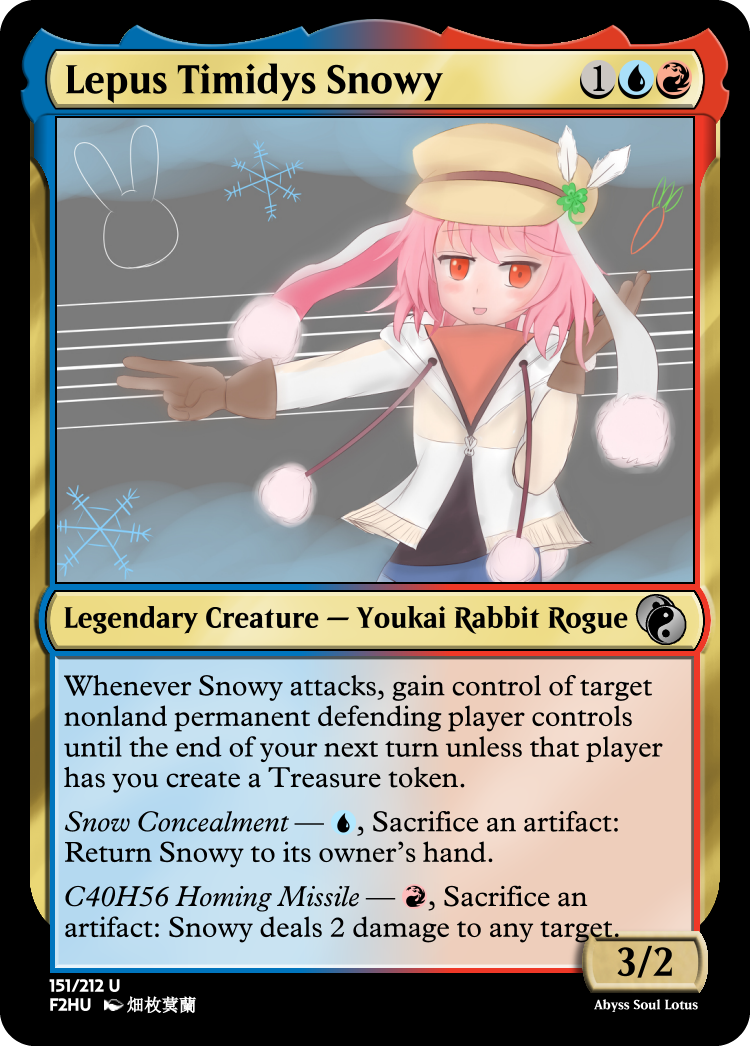 Lepus Timidys Snowy 1
Legendary Creature — Youkai Rabbit Rogue
Whenever Snowy attacks, gain control of target
nonland permanent defending player controls
until the end of your next turn unless that player
has you create a Treasure token.
Snow Concealment — , Sacrifice an artifact:
Return Snowy to its owner's hand.
C40H56 Homing Missile — , Sacrifice an
artifact: Snowy deals 2 damage to any target.
3/2
151/212 U
F2HU 畑枚蓂蘭
Abyss Soul Lotus